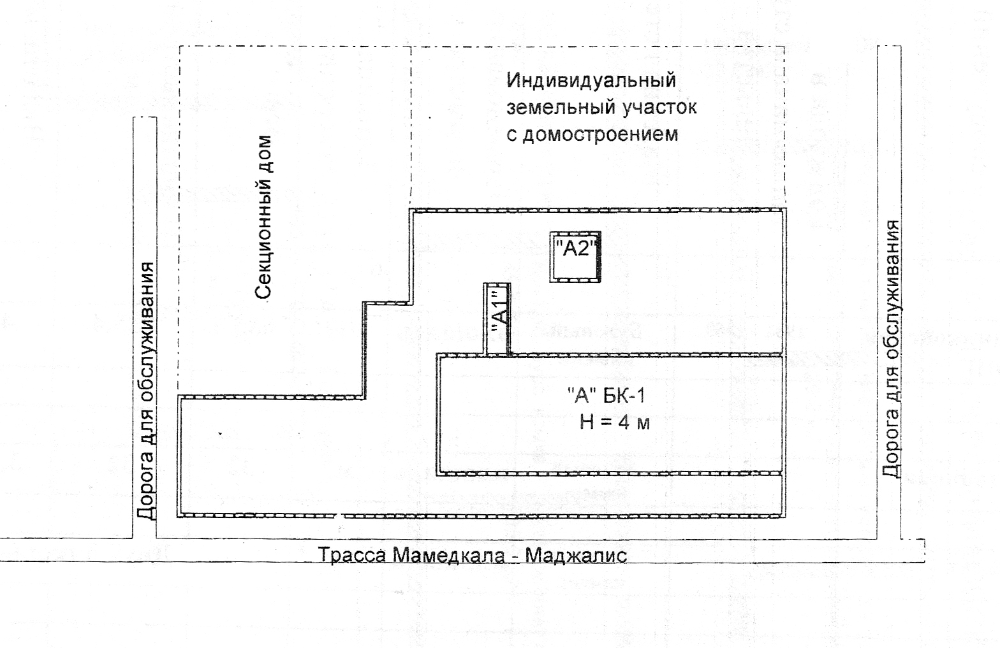 Индивидуальный
земельный участок
с домостроением
Секционный дом
Дорога для обслуживания
Дорога для обслуживания
"А2"
"А1"
"А" БК-1
Н = 4 м
Трасса Мамедкала - Маджалис